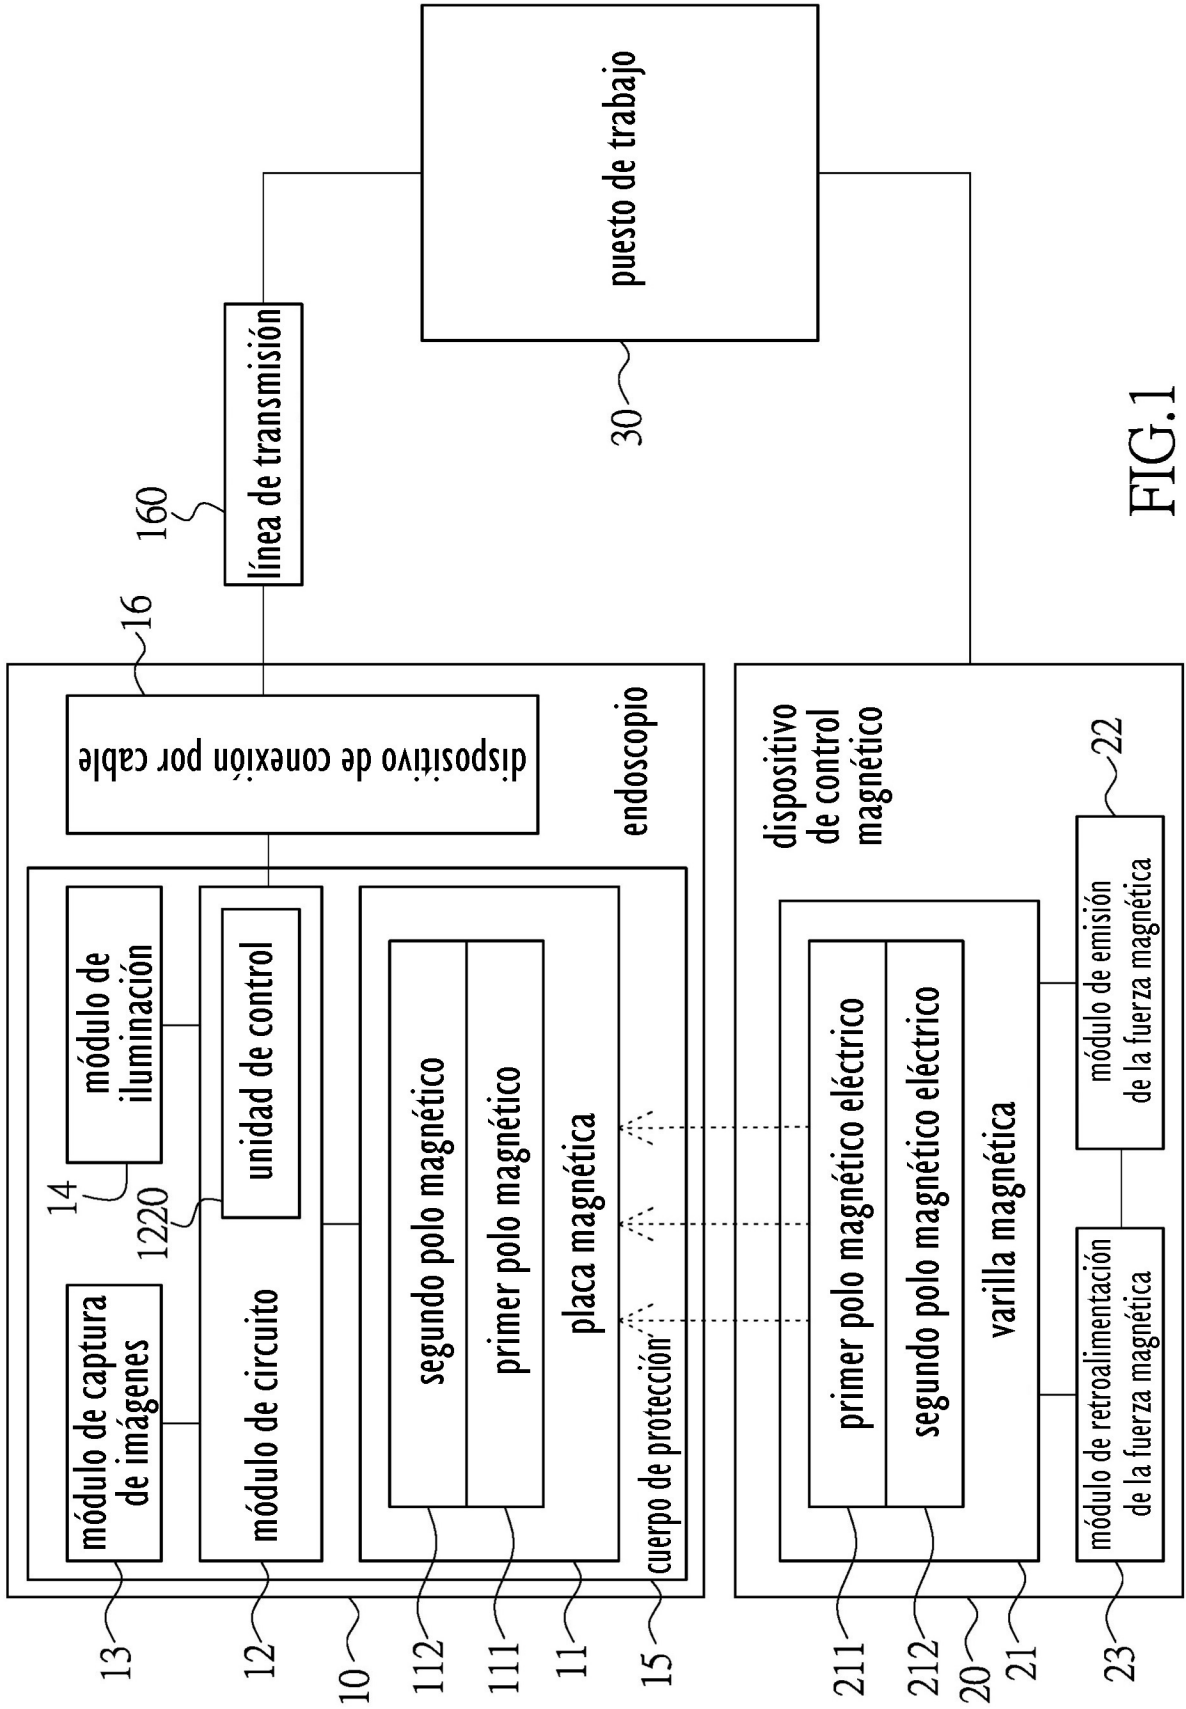 módulo de captura
de imágenes
13
módulo de
iluminación
14
módulo de circuito
12
unidad de control
1220
dispositivo de conexión por cable
16
línea de transmisión
160
10
segundo polo magnético
112
primer polo magnético
111
placa magnética
11
cuerpo de protección
15
endoscopio
puesto de trabajo
30
primer polo magnético eléctrico
211
segundo polo magnético eléctrico
212
varilla magnética
21
20
dispositivo
de control
magnético
módulo de retroalimentación
de la fuerza magnética
23
módulo de emisión
de la fuerza magnética
22
FIG.1